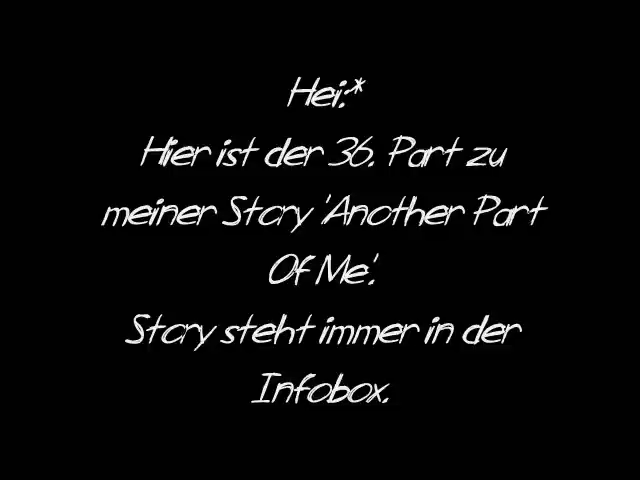 Hei:*
Hier ist der 36. Part zu
meiner Story 'Another Part
Of Me'.
Story steht immer in der
Infobox.